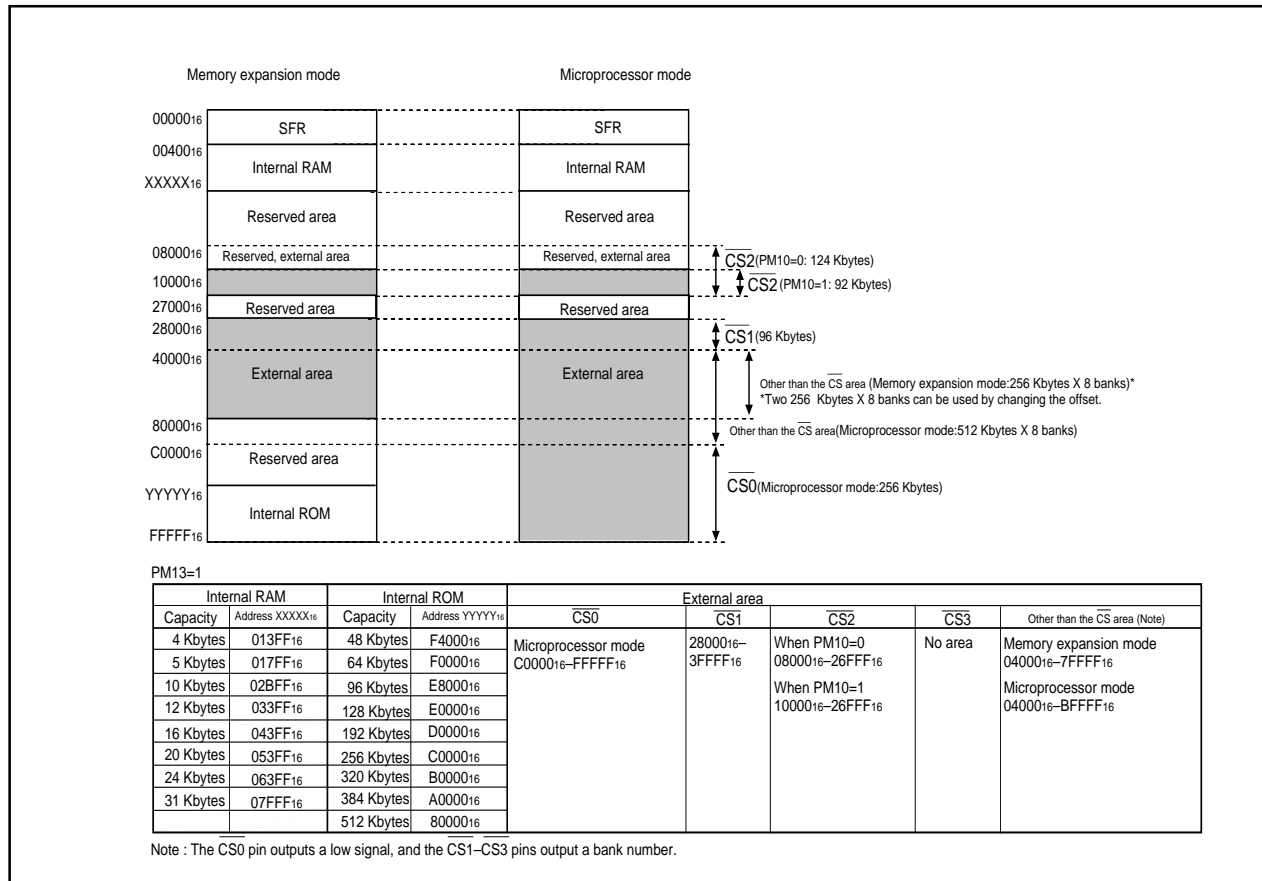 Memory expansion mode
Microprocessor mode
0000016
SFR
SFR
0040016
Internal RAM
Internal RAM
XXXXX16
Reserved area
Reserved area
0800016
Reserved, external area
Reserved, external area
CS2(PM10=0: 124 Kbytes)
1000016
CS2(PM10=1: 92 Kbytes)
2700016
Reserved area
Reserved area
2800016
CS1(96 Kbytes)
4000016
External area
External area
Other than the CS area (Memory expansion mode:256 Kbytes X 8 banks)*
*Two 256 Kbytes X 8 banks can be used by changing the offset.
8000016
Other than the CS area(Microprocessor mode:512 Kbytes X 8 banks)
C000016
Reserved area
CS0(Microprocessor mode:256 Kbytes)
YYYYY16
Internal ROM
FFFFF16
PM13=1
Internal RAM Internal ROM External area
Capacity Address XXXXX16 Capacity Address YYYYY16 CS0 CS1 CS2 CS3 Other than the CS area (Note)
4 Kbytes 013FF16 48 Kbytes F400016 Microprocessor mode 2800016– When PM10=0 No area Memory expansion mode
5 Kbytes 017FF16 64 Kbytes F000016 C000016–FFFFF16 3FFFF16 0800016–26FFF16 0400016–7FFFF16
10 Kbytes 02BFF16 96 Kbytes E800016 When PM10=1 Microprocessor mode
12 Kbytes 033FF16 128 Kbytes E000016 1000016–26FFF16 0400016–BFFFF16
16 Kbytes 043FF16 192 Kbytes D000016
20 Kbytes 053FF16 256 Kbytes C000016
24 Kbytes 063FF16 320 Kbytes B000016
31 Kbytes 07FFF16 384 Kbytes A000016
512 Kbytes 8000016
Note : The CS0 pin outputs a low signal, and the CS1–CS3 pins output a bank number.